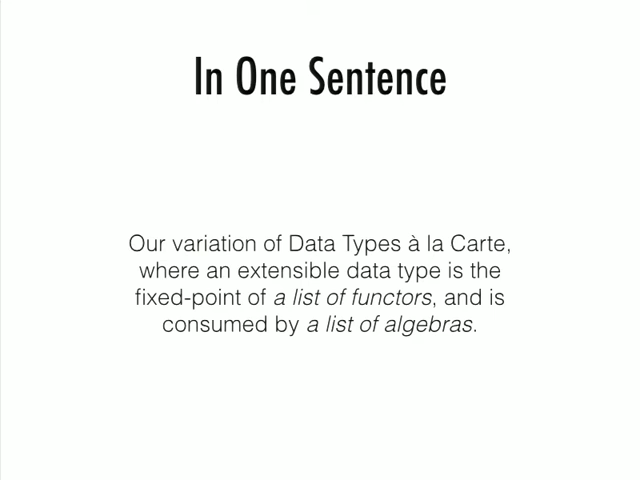 In One Sentence
Our variation of Data Types à la Carte,
where an extensible data type is the
fixed-point of a list of functors, and is
consumed by a list of algebras.